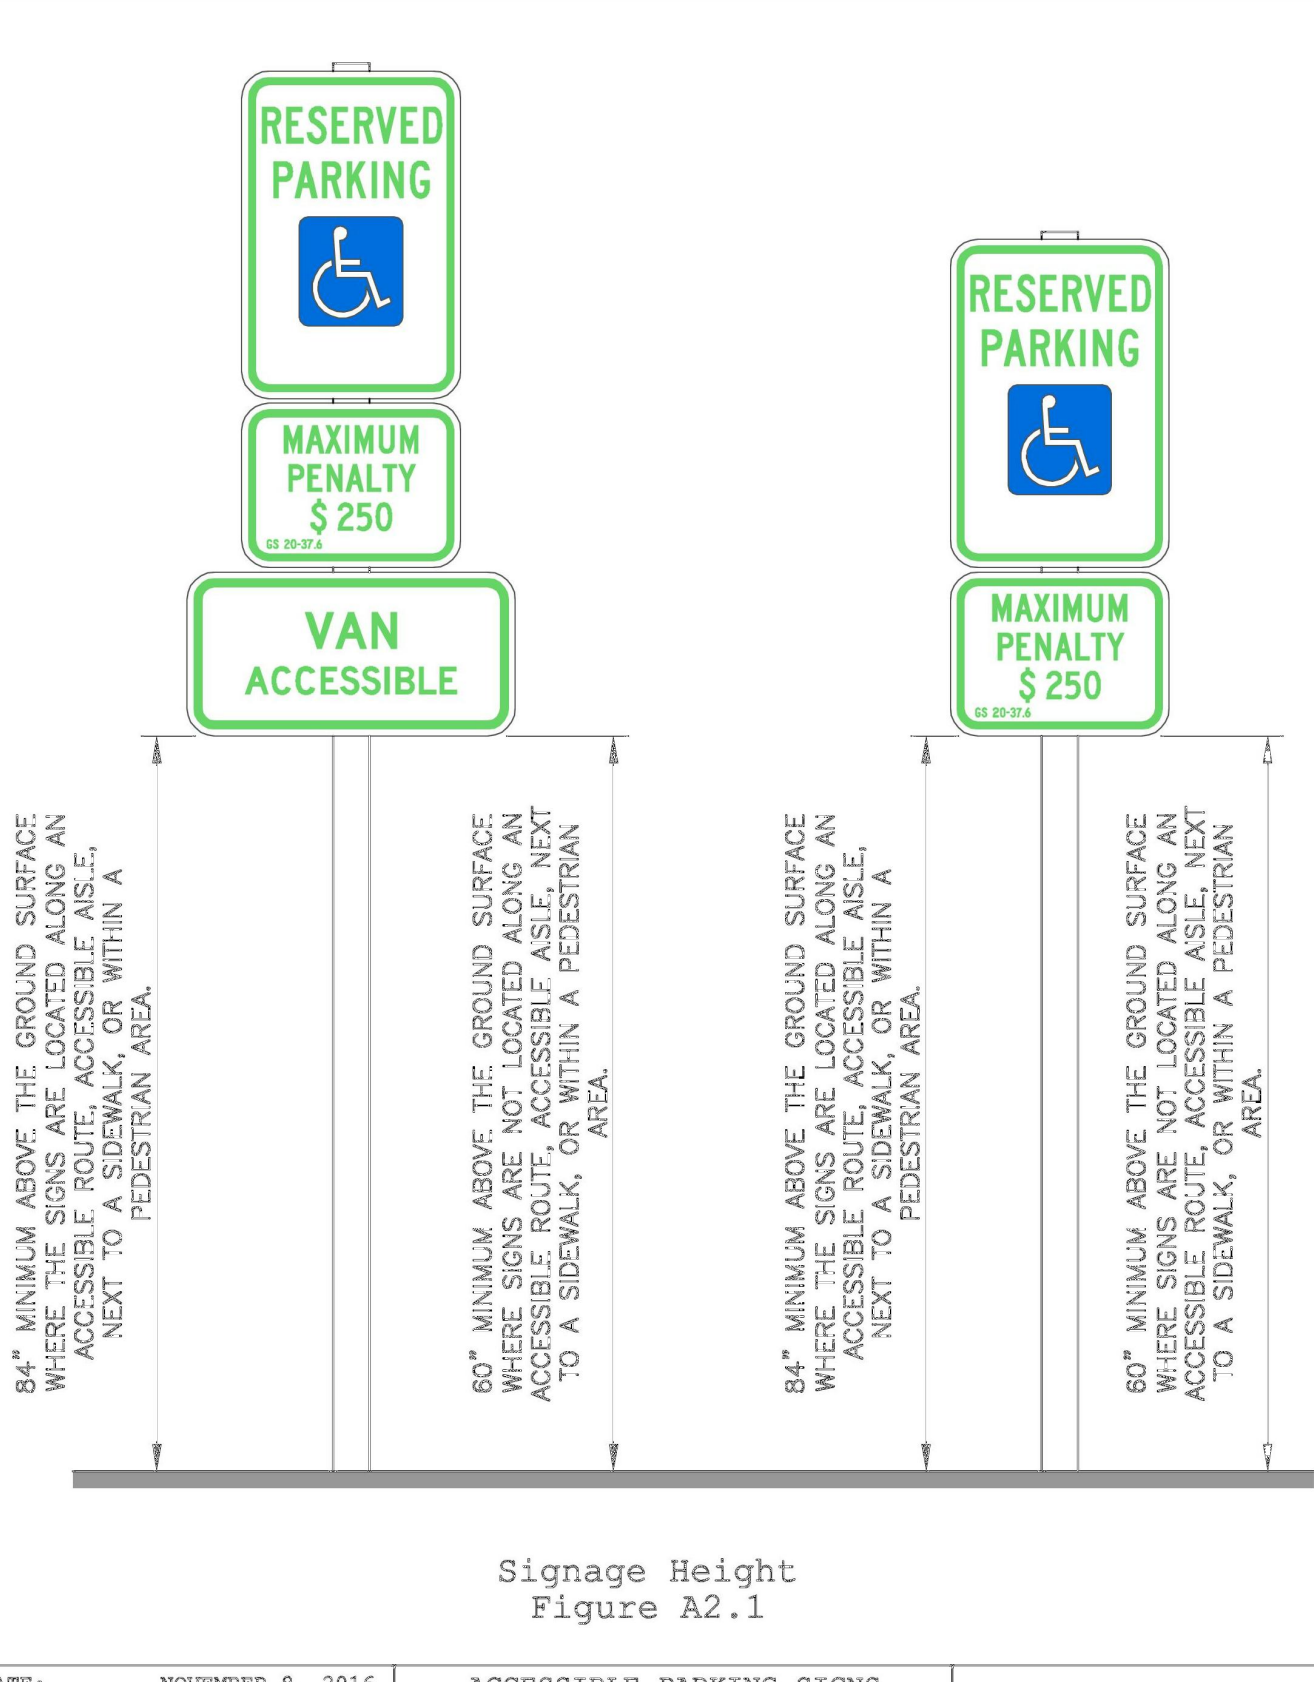 RESERVED
PARKING
MAXIMUM
PENALTY
$ 250
GS 20-37.6
VAN
ACCESSIBLE
RESERVED
PARKING
MAXIMUM
PENALTY
$ 250
GS 20-37.6
84" MINIMUM ABOVE THE GROUND SURFACE
WHERE THE SIGNS ARE LOCATED ALONG AN
ACCESSIBLE ROUTE, ACCESSIBLE AISLE,
NEXT TO A SIDEWALK, OR WITHIN A
PEDESTRIAN AREA.
60" MINIMUM ABOVE THE GROUND SURFACE
WHERE SIGNS ARE NOT LOCATED ALONG AN
ACCESSIBLE ROUTE, ACCESSIBLE AISLE, NEXT
TO A SIDEWALK, OR WITHIN A PEDESTRIAN
AREA.
84" MINIMUM ABOVE THE GROUND SURFACE
WHERE THE SIGNS ARE LOCATED ALONG AN
ACCESSIBLE ROUTE, ACCESSIBLE AISLE,
NEXT TO A SIDEWALK, OR WITHIN A
PEDESTRIAN AREA.
60" MINIMUM ABOVE THE GROUND SURFACE
WHERE SIGNS ARE NOT LOCATED ALONG AN
ACCESSIBLE ROUTE, ACCESSIBLE AISLE, NEXT
TO A SIDEWALK, OR WITHIN A PEDESTRIAN
AREA.
Signage Height
Figure A2.1
NOVEMBER 8, 2016
ACCESSIBLE PARKING SIGNS